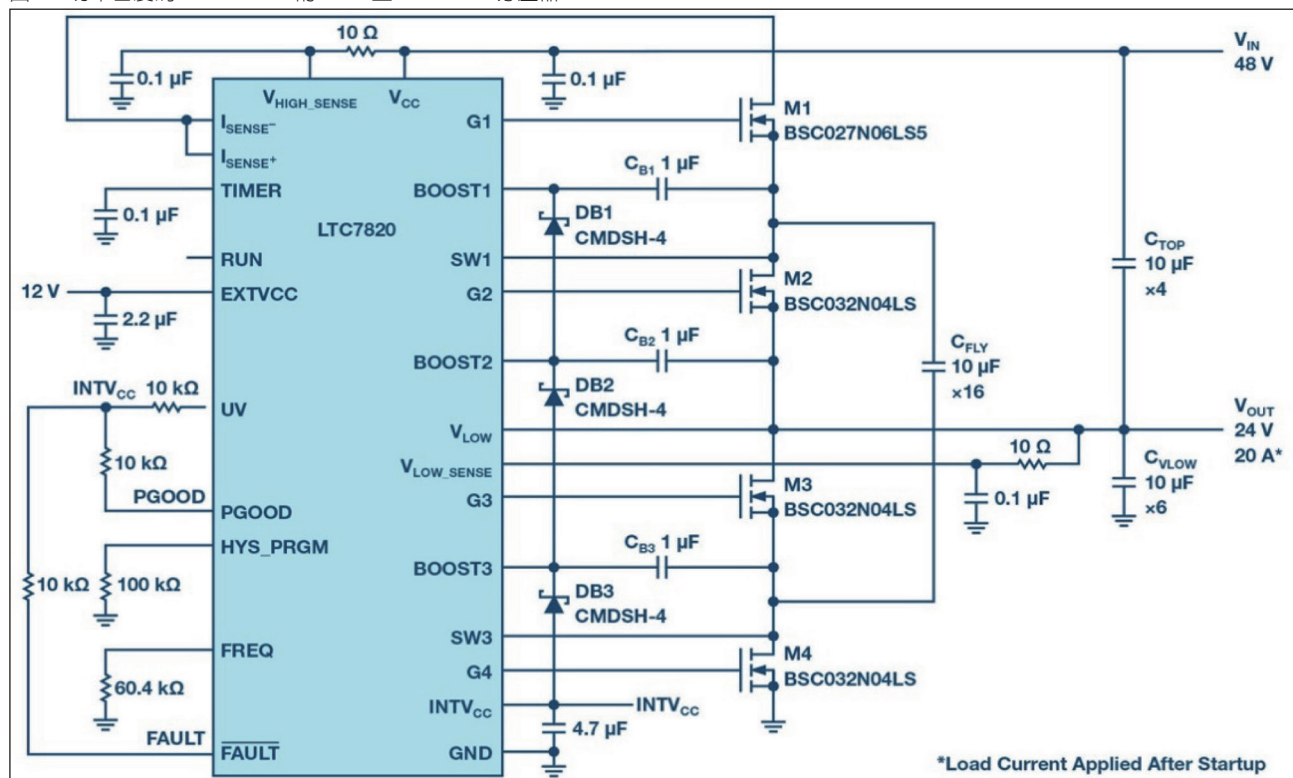 10 Ω
V_IN
48 V
0.1 µF
0.1 µF
V_HIGH_SENSE
V_CC
I_SENSE⁻
G1
M1
BSC027N06LS5
I_SENSE⁺
C_B1 1 µF
TIMER
BOOST1
0.1 µF
LTC7820
DB1
CMDSH-4
C_TOP
10 µF
×4
RUN
SW1
12 V
EXTVCC
G2
M2
BSC032N04LS
2.2 µF
C_B2 1 µF
BOOST2
C_FLY
10 µF
×16
INTV_CC 10 kΩ
UV
DB2
CMDSH-4
V_LOW
V_OUT
24 V
20 A*
10 kΩ
V_LOW_SENSE
10 Ω
C_VLOW
10 µF
×6
PGOOD
PGOOD
G3
M3
BSC032N04LS
0.1 µF
HYS_PRGM
C_B3 1 µF
10 kΩ
100 kΩ
BOOST3
DB3
CMDSH-4
SW3
FREQ
G4
M4
BSC032N04LS
60.4 kΩ
INTV_CC
INTV_CC
FAULT
4.7 µF
FAULT
GND
*Load Current Applied After Startup